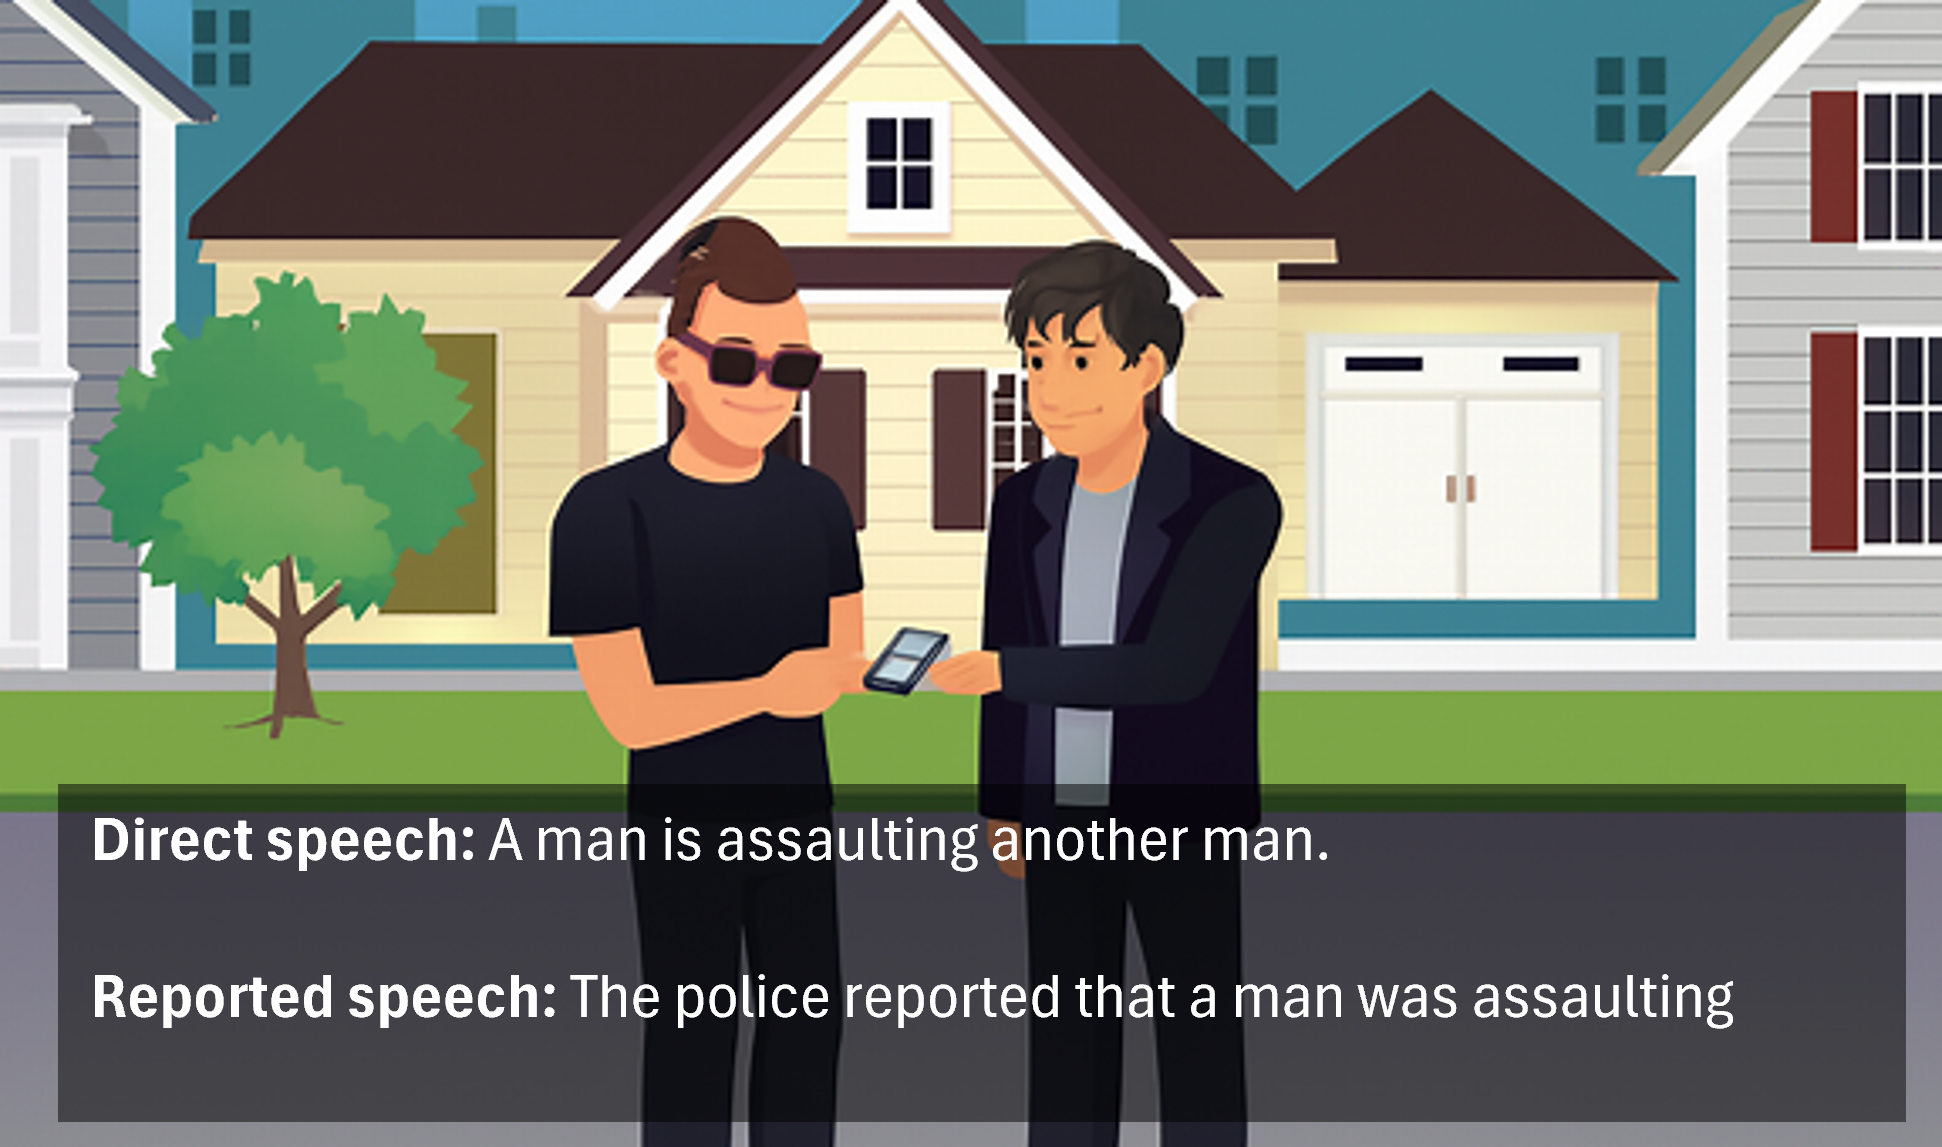 Direct speech: A man is assaulting another man.
Reported speech: The police reported that a man was assaulting